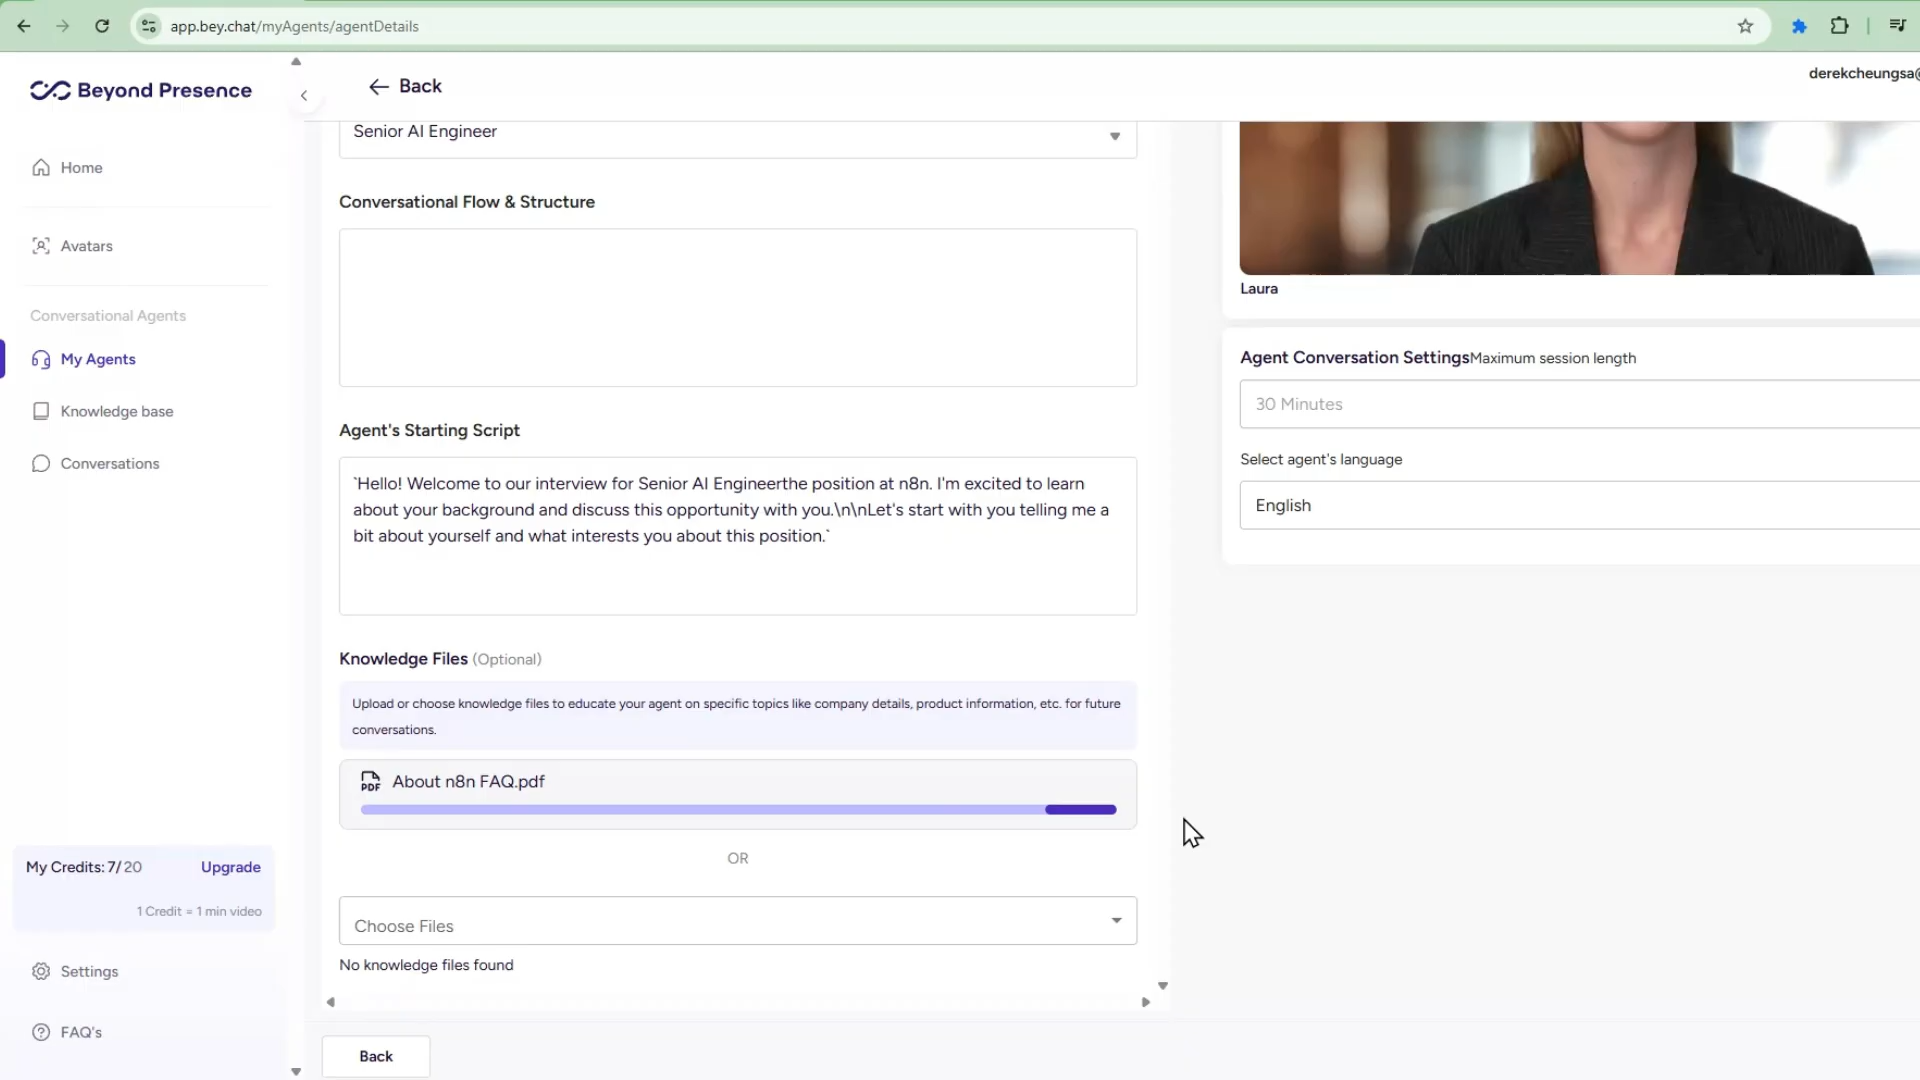 app.bey.chat/myAgents/agentDetails
Beyond Presence
Back
derekcheungsa@
Home
Avatars
Conversational Agents
My Agents
Knowledge base
Conversations
My Credits: 7/20
Upgrade
1 Credit = 1 min video
Settings
FAQ's
Senior AI Engineer
Conversational Flow & Structure
Agent's Starting Script
`Hello! Welcome to our interview for Senior AI Engineerthe position at n8n. I'm excited to learn
about your background and discuss this opportunity with you.\n\nLet's start with you telling me a
bit about yourself and what interests you about this position.`
Knowledge Files (Optional)
Upload or choose knowledge files to educate your agent on specific topics like company details, product information, etc. for future
conversations.
PDF About n8n FAQ.pdf
OR
Choose Files
No knowledge files found
Back
Laura
Agent Conversation SettingsMaximum session length
30 Minutes
Select agent's language
English